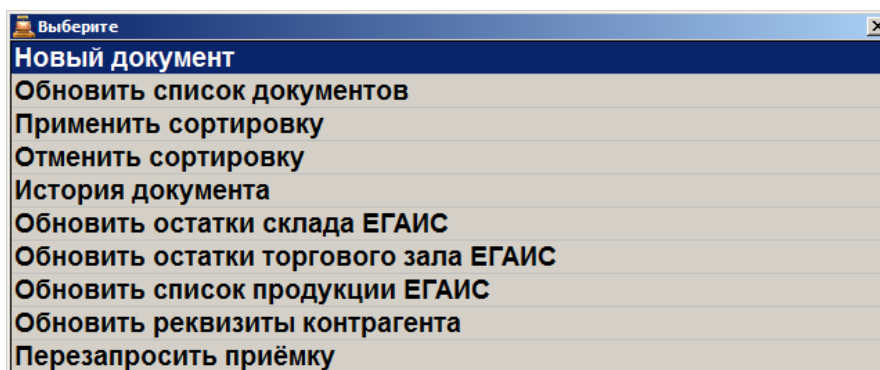 Выберите
Новый документ
Обновить список документов
Применить сортировку
Отменить сортировку
История документа
Обновить остатки склада ЕГАИС
Обновить остатки торгового зала ЕГАИС
Обновить список продукции ЕГАИС
Обновить реквизиты контрагента
Перезапросить приёмку